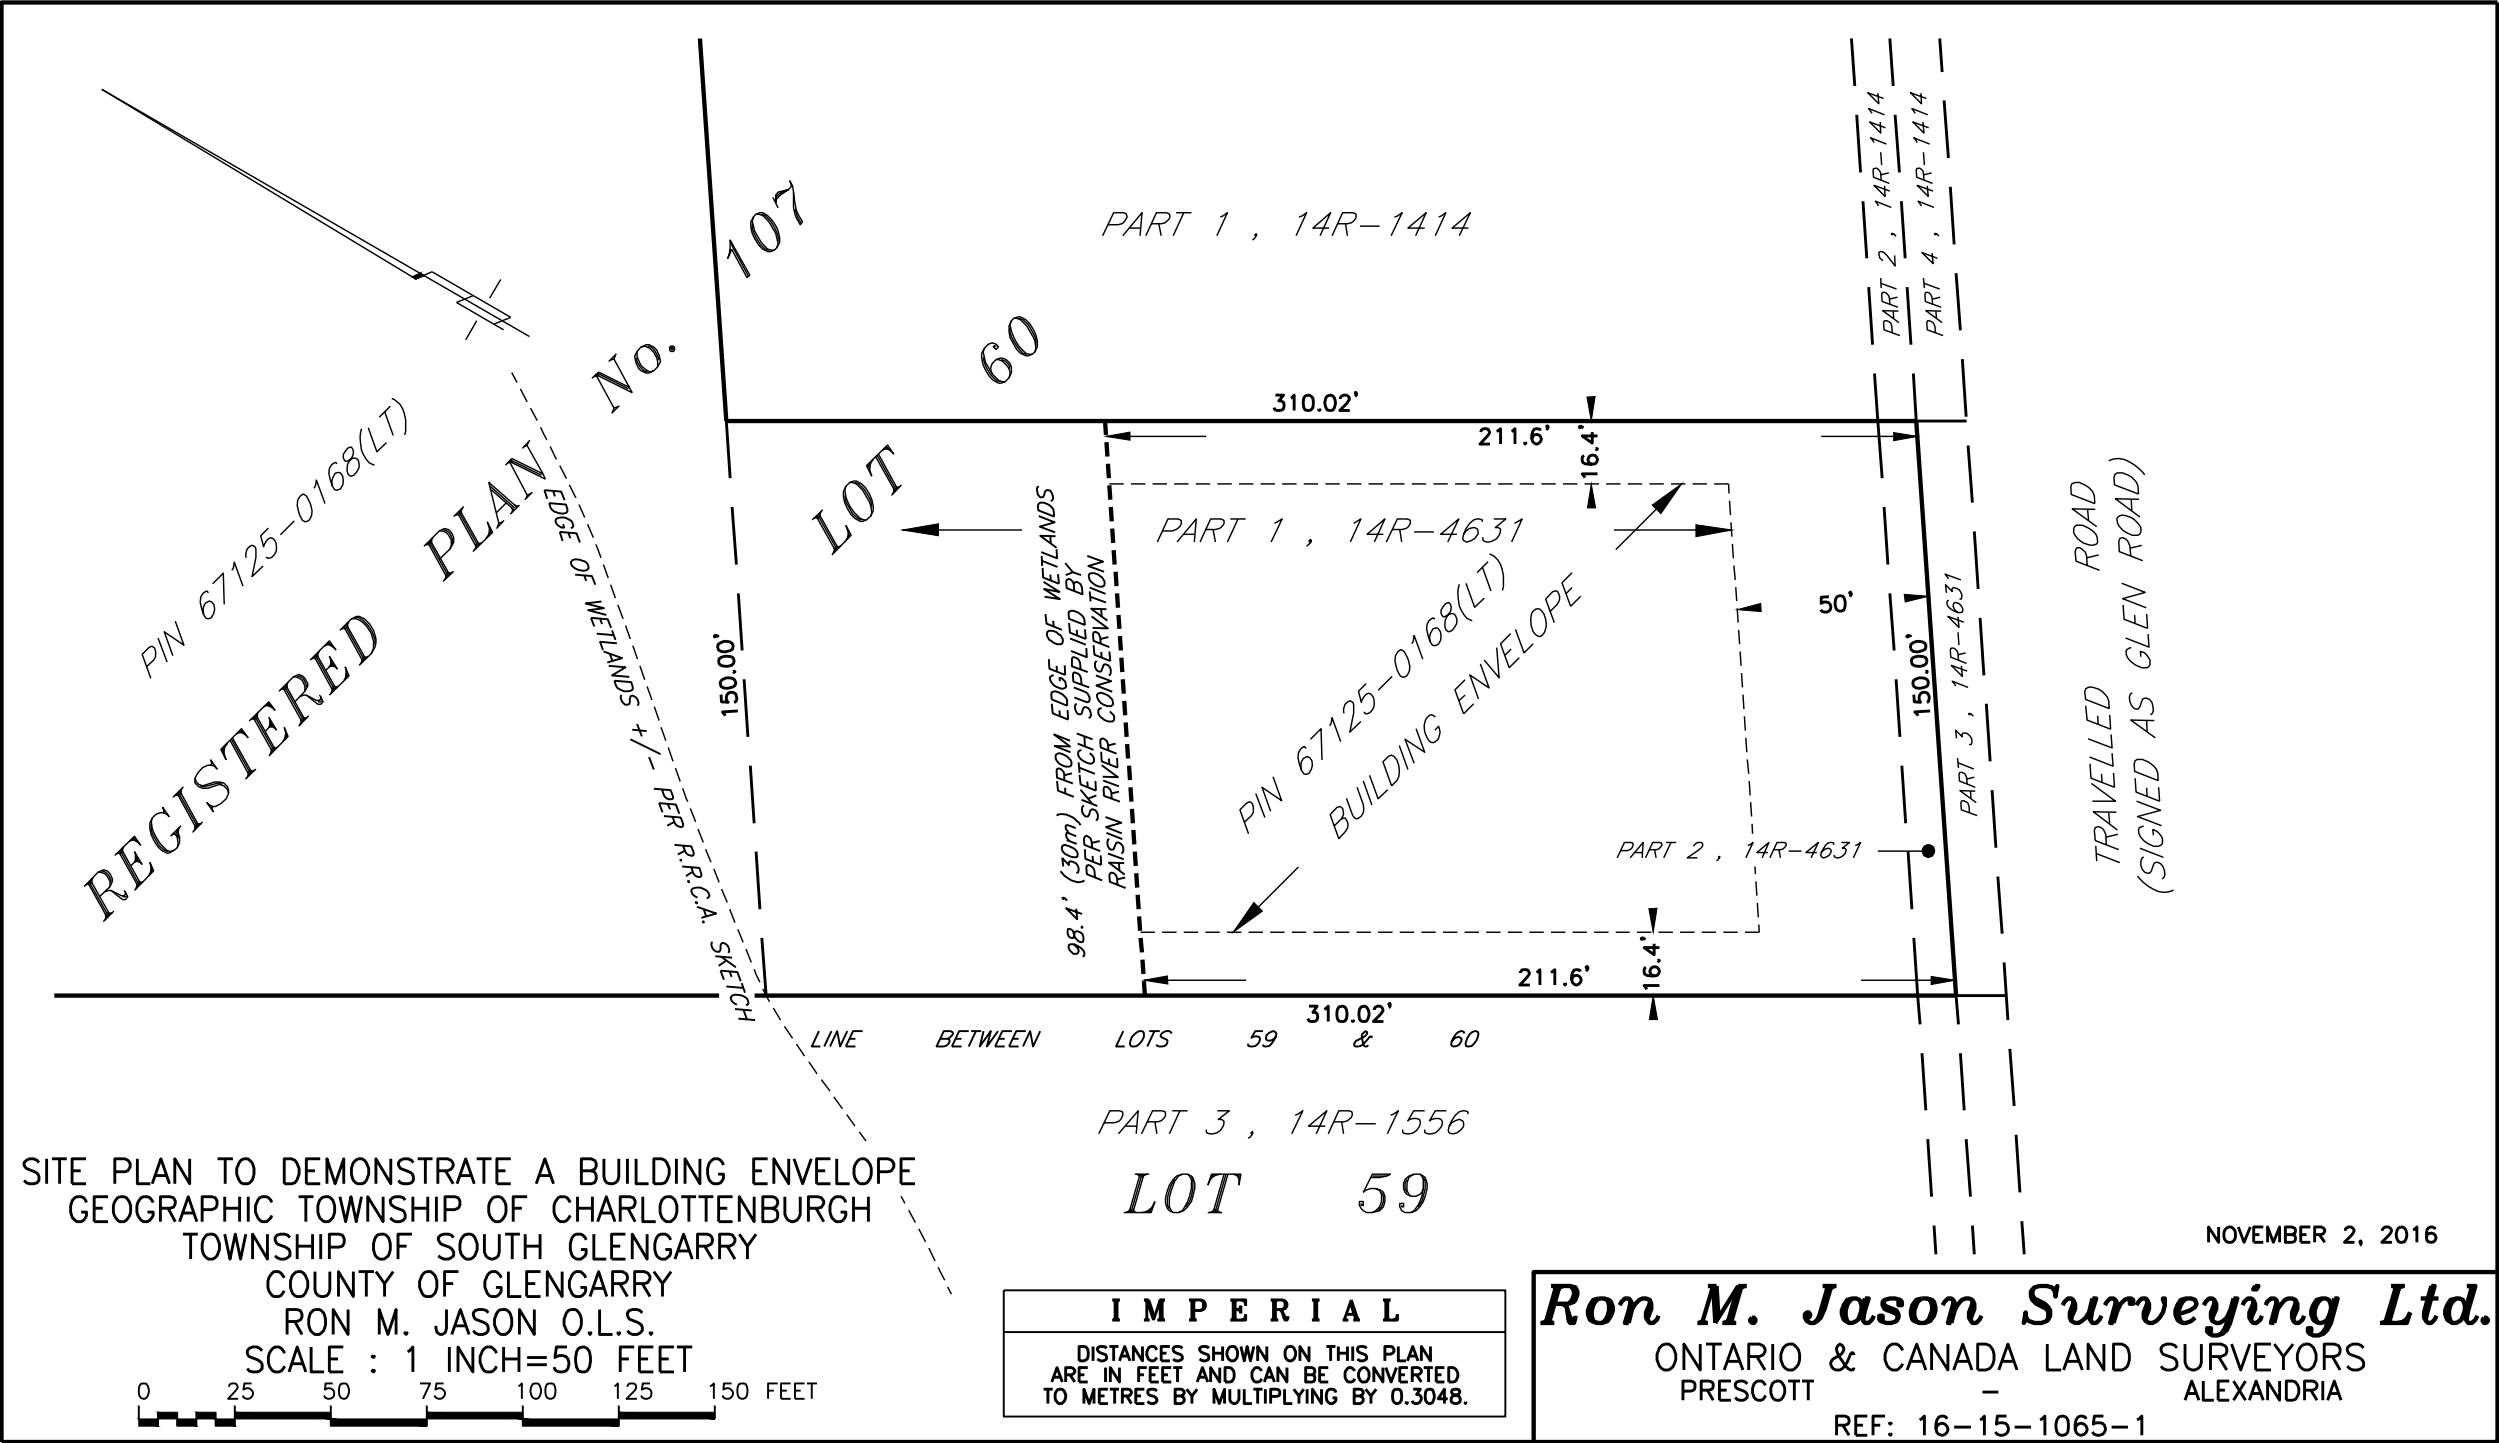 PART 2 , 14R-1414
PART 4 , 14R-1414
107
PART 1 , 14R-1414
No.
60
310.02'
211.6'
16.4'
PIN 67125-0168(LT)
PLAN
LOT
REGISTERED
EDGE OF WETLANDS +/- PER R.R.C.A. SKETCH
150.00'
98.4' (30m) FROM EDGE OF WETLANDS
PER SKETCH SUPPLIED BY
RAISIN RIVER CONSERVATION
PART 1 , 14R-4631
PIN 67125-0168(LT)
BUILDING ENVELOPE
50'
150.00'
PART 3 , 14R-4631
TRAVELLED ROAD
(SIGNED AS GLEN ROAD)
PART 2 , 14R-4631
16.4'
211.6'
310.02'
LINE BETWEEN LOTS 59 & 60
PART 3 , 14R-1556
LOT 59
SITE PLAN TO DEMONSTRATE A BUILDING ENVELOPE
GEOGRAPHIC TOWNSHIP OF CHARLOTTENBURGH
TOWNSHIP OF SOUTH GLENGARRY
COUNTY OF GLENGARRY
RON M. JASON O.L.S.
SCALE : 1 INCH=50 FEET
0 25 50 75 100 125 150 FEET
IMPERIAL
DISTANCES SHOWN ON THIS PLAN
ARE IN FEET AND CAN BE CONVERTED
TO METRES BY MULTIPLYING BY 0.3048.
NOVEMBER 2, 2016
Ron M. Jason Surveying Ltd.
ONTARIO & CANADA LAND SURVEYORS
PRESCOTT - ALEXANDRIA
REF: 16-15-1065-1